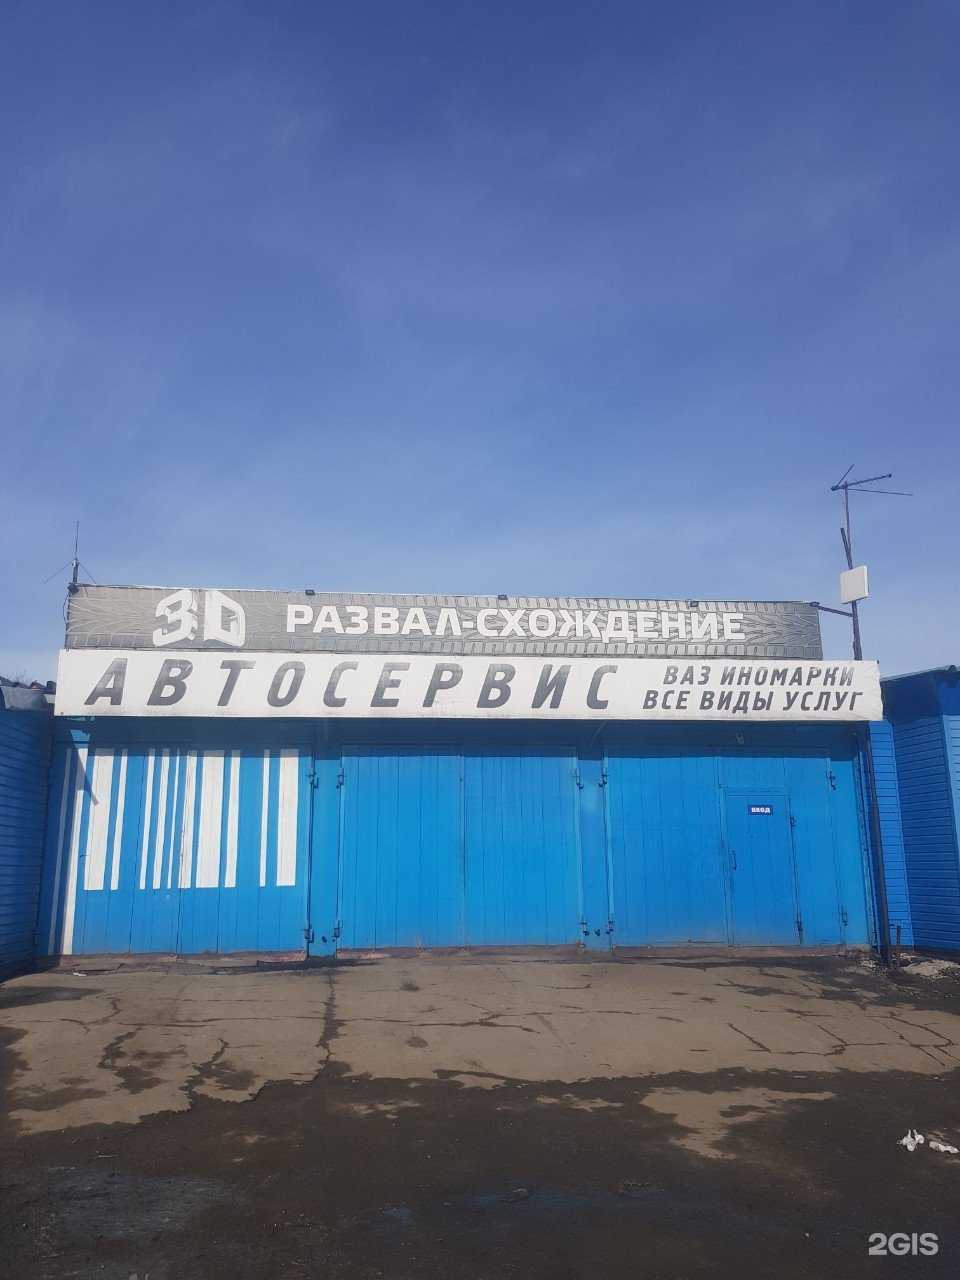 3D РАЗВАЛ-СХОЖДЕНИЕ
АВТОСЕРВИС
ВАЗ ИНОМАРКИ
ВСЕ ВИДЫ УСЛУГ
ВХОД
2GIS